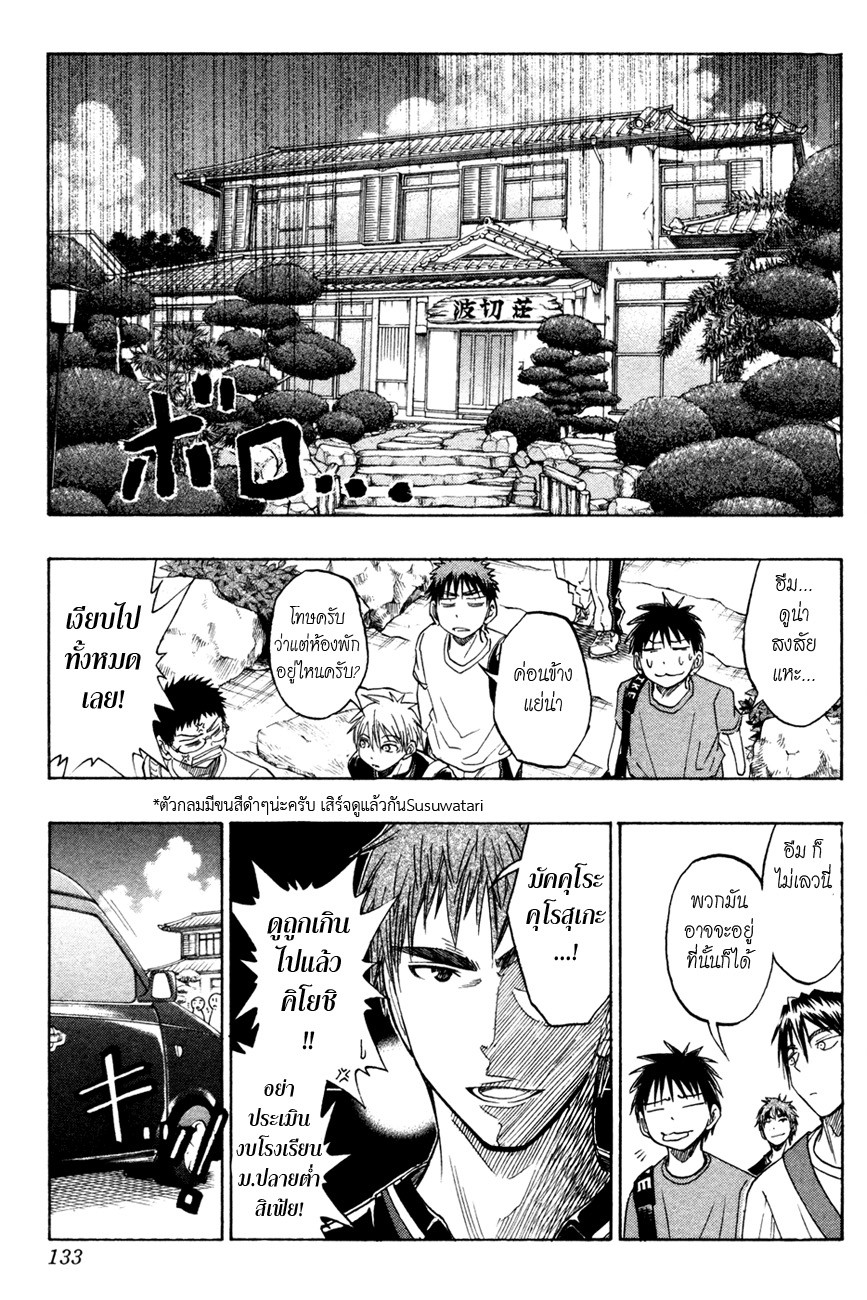 波切荘
ボロ...
ฮึม...
ดูน่า
สงสัย
แหะ...
ค่อนข้าง
แย่น่า
โทษครับ
ว่าแต่ห้องพัก
อยู่ไหนครับ?
เงียบไป
ทั้งหมด
เลย!
*ตัวกลมมีขนสีดำๆน่ะครับ เสิร์จดูแล้วกันSusuwatari
อืม ก็
ไม่เลวนี่
พวกมัน
อาจจะอยู่
ที่นั้นก็ได้
มัคคุโระ
คุโรสุเกะ
...!
ดูถูกเกิน
ไปแล้ว
คิโยชิ
!!
อย่า
ประเมิน
งบโรงเรียน
ม.ปลายต่ำ
สิเฟ้ย!
キッ
133